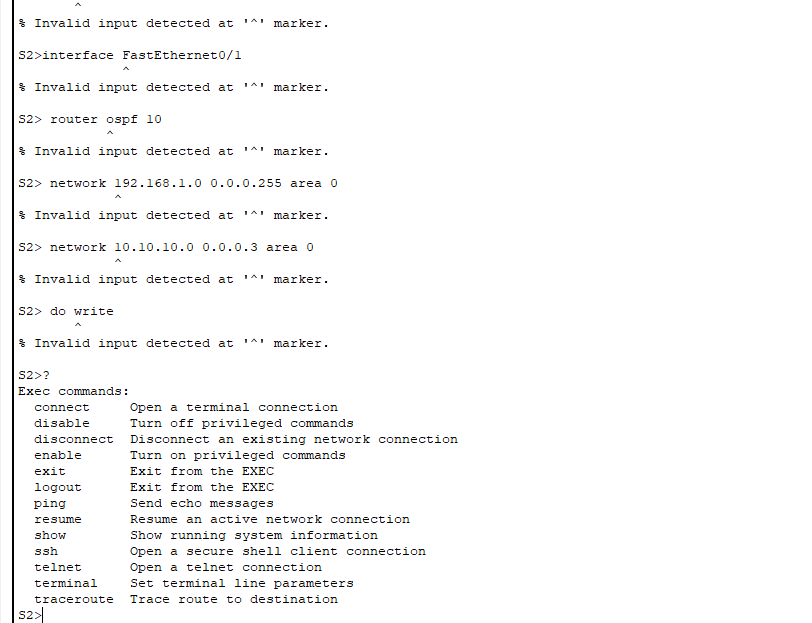 ^
% Invalid input detected at '^' marker.
S2>interface FastEthernet0/1
^
% Invalid input detected at '^' marker.
S2> router ospf 10
^
% Invalid input detected at '^' marker.
S2> network 192.168.1.0 0.0.0.255 area 0
^
% Invalid input detected at '^' marker.
S2> network 10.10.10.0 0.0.0.3 area 0
^
% Invalid input detected at '^' marker.
S2> do write
^
% Invalid input detected at '^' marker.
S2>?
Exec commands:
connect Open a terminal connection
disable Turn off privileged commands
disconnect Disconnect an existing network connection
enable Turn on privileged commands
exit Exit from the EXEC
logout Exit from the EXEC
ping Send echo messages
resume Resume an active network connection
show Show running system information
ssh Open a secure shell client connection
telnet Open a telnet connection
terminal Set terminal line parameters
traceroute Trace route to destination
S2>